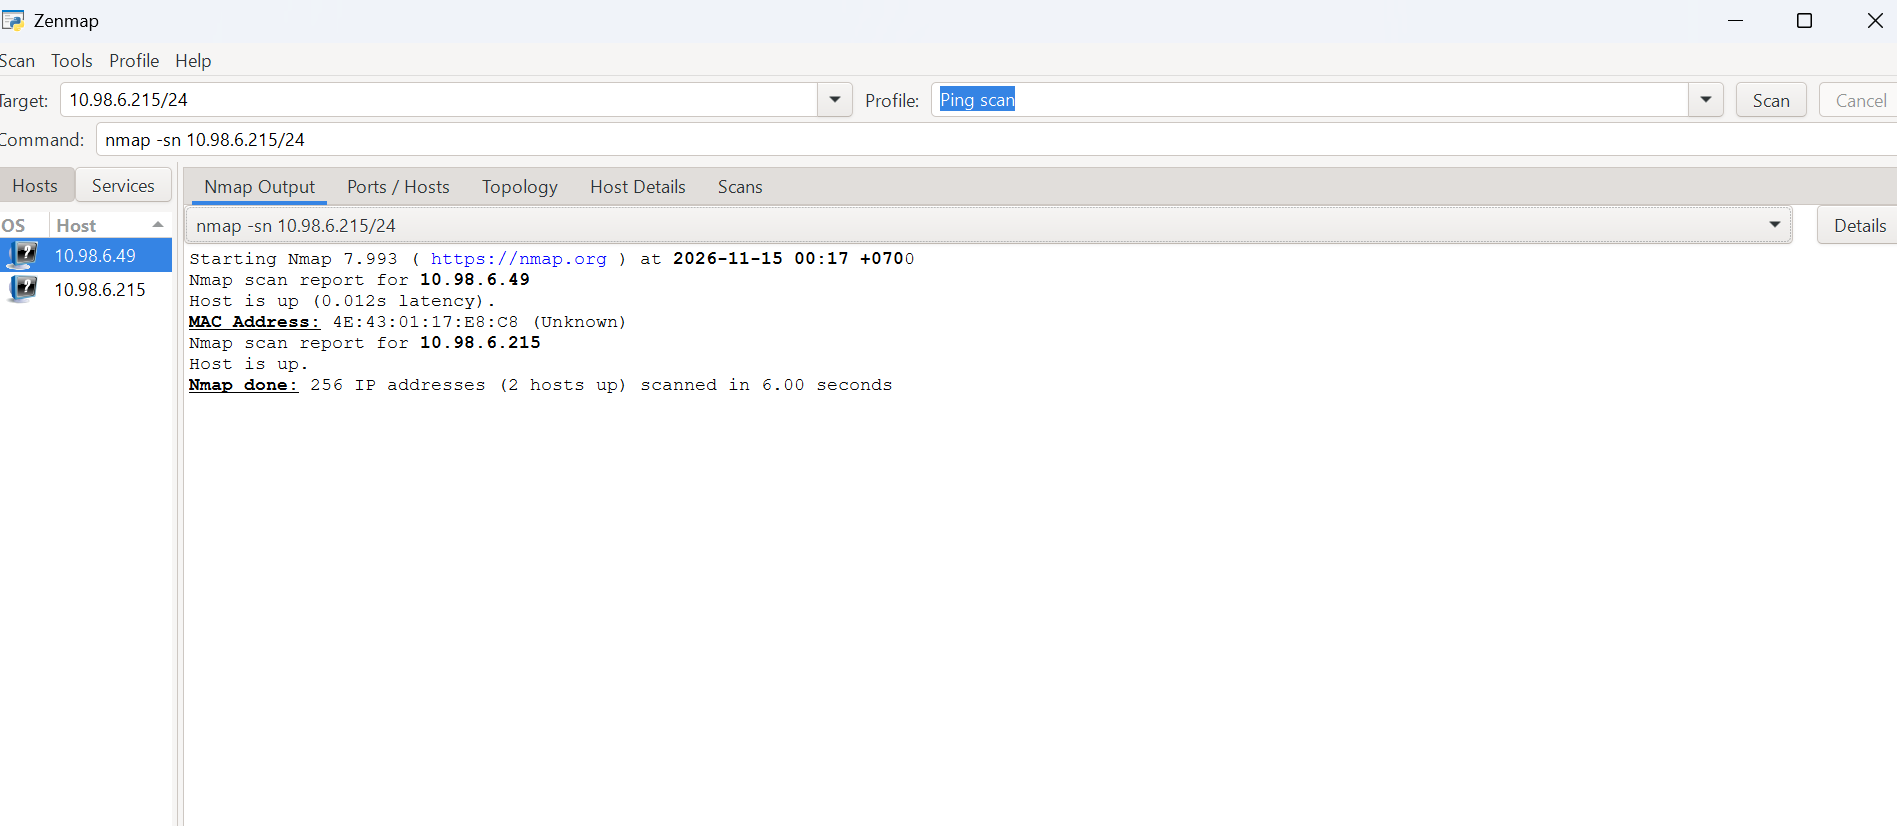 Zenmap
Scan Tools Profile Help
Target: 10.98.6.215/24 Profile: Ping scan Scan Cancel
Command: nmap -sn 10.98.6.215/24
Hosts Services Nmap Output Ports / Hosts Topology Host Details Scans
OS Host
nmap -sn 10.98.6.215/24 Details
10.98.6.49
10.98.6.215
Starting Nmap 7.993 ( https://nmap.org ) at 2026-11-15 00:17 +0700
Nmap scan report for 10.98.6.49
Host is up (0.012s latency).
MAC Address: 4E:43:01:17:E8:C8 (Unknown)
Nmap scan report for 10.98.6.215
Host is up.
Nmap done: 256 IP addresses (2 hosts up) scanned in 6.00 seconds